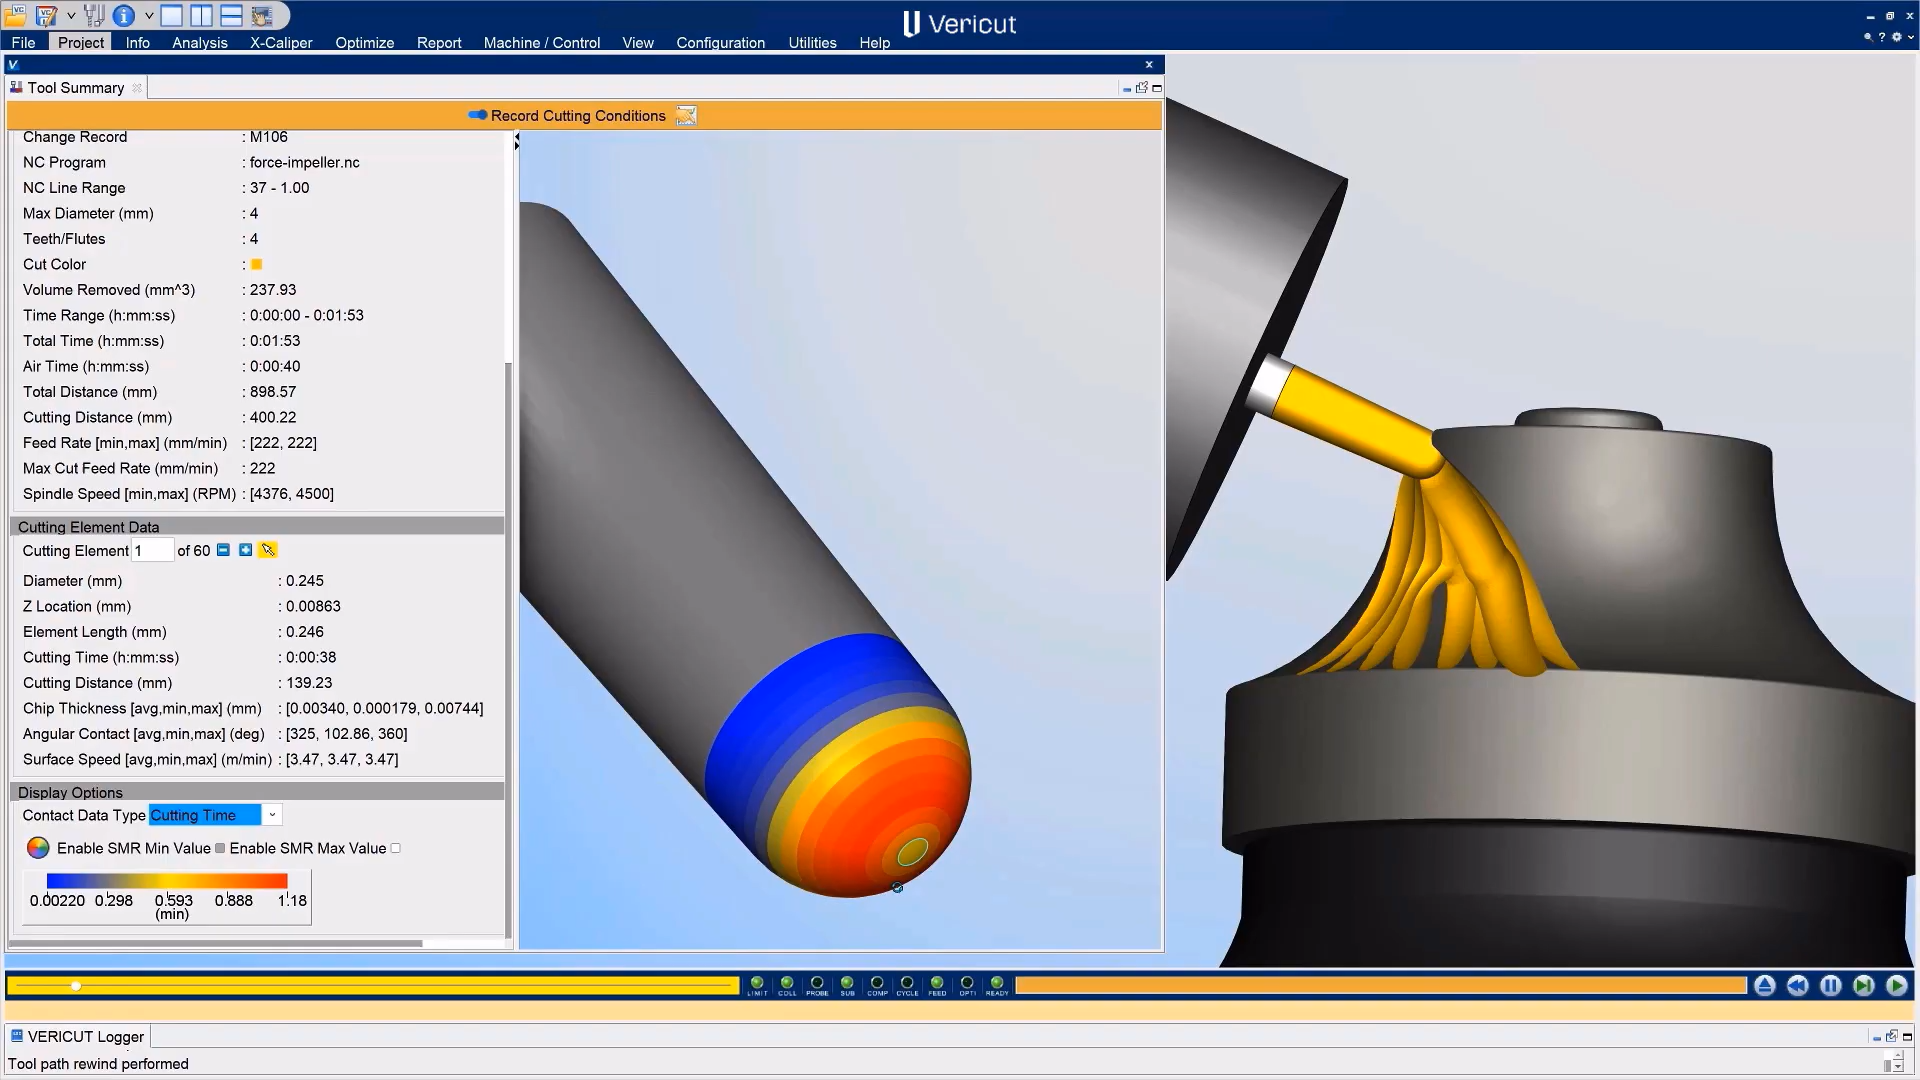 Vericut
File Project Info Analysis X-Caliper Optimize Report Machine / Control View Configuration Utilities Help
Tool Summary
Record Cutting Conditions
Change Record : M106
NC Program : force-impeller.nc
NC Line Range : 37 - 1.00
Max Diameter (mm) : 4
Teeth/Flutes : 4
Cut Color :
Volume Removed (mm^3) : 237.93
Time Range (h:mm:ss) : 0:00:00 - 0:01:53
Total Time (h:mm:ss) : 0:01:53
Air Time (h:mm:ss) : 0:00:40
Total Distance (mm) : 898.57
Cutting Distance (mm) : 400.22
Feed Rate [min,max] (mm/min) : [222, 222]
Max Cut Feed Rate (mm/min) : 222
Spindle Speed [min,max] (RPM) : [4376, 4500]
Cutting Element Data
Cutting Element 1 of 60
Diameter (mm) : 0.245
Z Location (mm) : 0.00863
Element Length (mm) : 0.246
Cutting Time (h:mm:ss) : 0:00:38
Cutting Distance (mm) : 139.23
Chip Thickness [avg,min,max] (mm) : [0.00340, 0.000179, 0.00744]
Angular Contact [avg,min,max] (deg) : [325, 102.86, 360]
Surface Speed [avg,min,max] (m/min) : [3.47, 3.47, 3.47]
Display Options
Contact Data Type Cutting Time
Enable SMR Min Value Enable SMR Max Value
0.00220 0.298 0.593 0.888 1.18
(min)
LIMIT COLL PROBE SUB COMP CYCLE FEED OPTI READY
VERICUT Logger
Tool path rewind performed